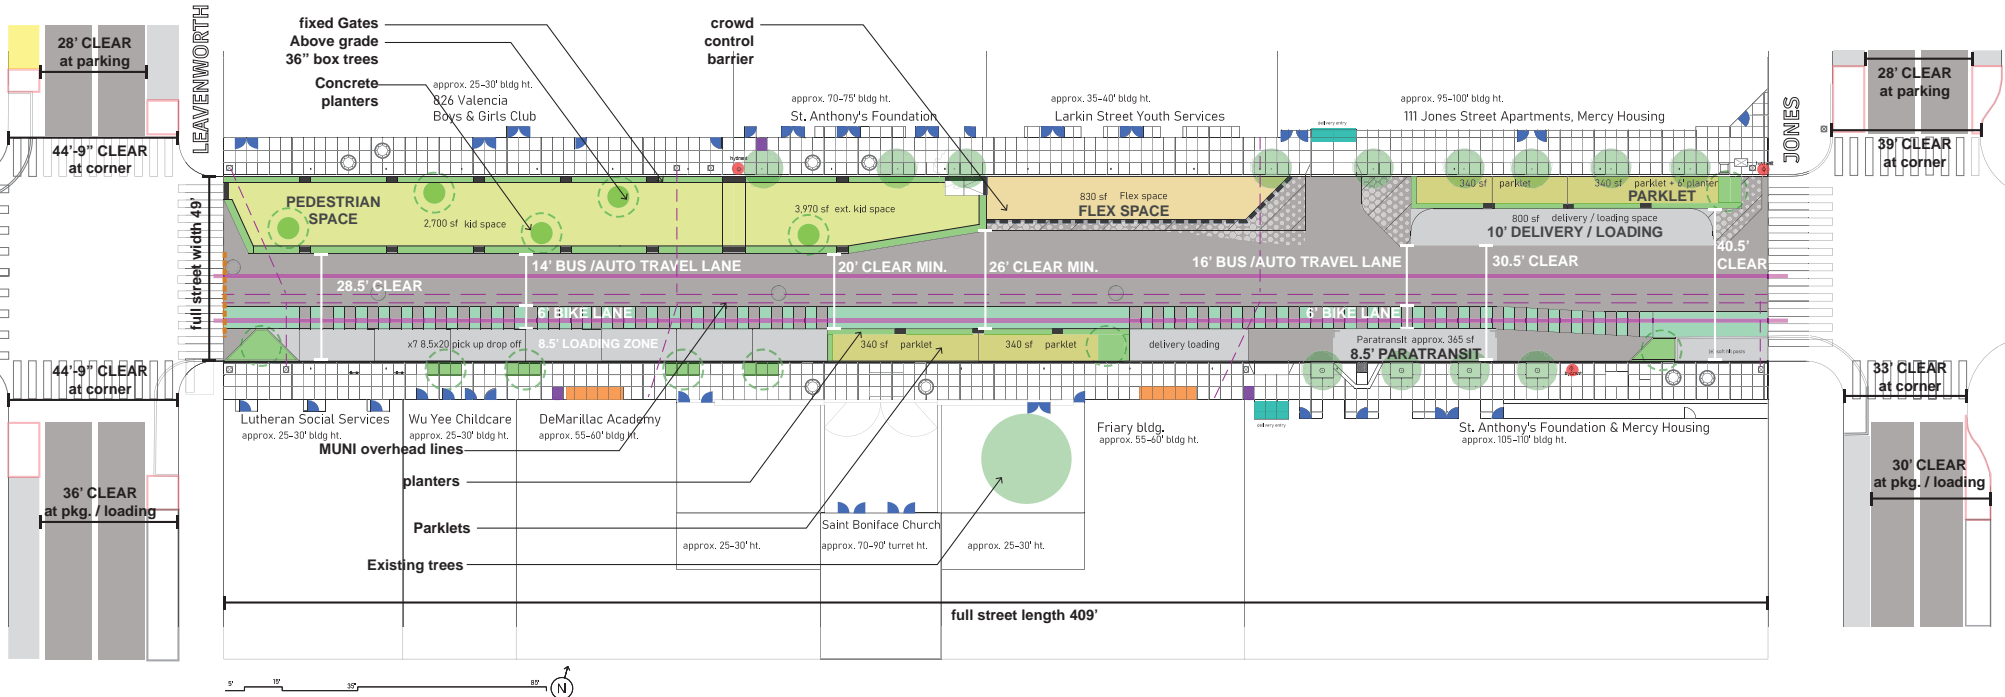 LEAVENWORTH
JONES
28’ CLEAR
at parking
44’-9” CLEAR
at corner
full street width 49’
44’-9” CLEAR
at corner
36’ CLEAR
at pkg. / loading
fixed Gates
Above grade
36” box trees
Concrete
planters
crowd
control
barrier
approx. 25-30' bldg ht.
826 Valencia
Boys & Girls Club
approx. 70-75' bldg ht.
St. Anthony's Foundation
approx. 35-40' bldg ht.
Larkin Street Youth Services
approx. 95-100' bldg ht.
111 Jones Street Apartments, Mercy Housing
delivery entry
hydrant
28’ CLEAR
at parking
39’ CLEAR
at corner
PEDESTRIAN
SPACE
2,700 sf kid space
3,970 sf ext. kid space
830 sf Flex space
FLEX SPACE
340 sf parklet
340 sf parklet + 6' planter
PARKLET
800 sf delivery / loading space
10’ DELIVERY / LOADING
14’ BUS /AUTO TRAVEL LANE
20’ CLEAR MIN.
26’ CLEAR MIN.
16’ BUS /AUTO TRAVEL LANE
30.5’ CLEAR
40.5’
CLEAR
28.5’ CLEAR
6’ BIKE LANE
6’ BIKE LANE
x7 8.5x20 pick up drop off
8.5’ LOADING ZONE
340 sf parklet
340 sf parklet
delivery loading
Paratransit approx. 365 sf
8.5’ PARATRANSIT
33’ CLEAR
at corner
30’ CLEAR
at pkg. / loading
Lutheran Social Services
approx. 25-30' bldg ht.
Wu Yee Childcare
approx. 25-30' bldg ht.
DeMarillac Academy
approx. 55-60' bldg ht.
Friary bldg.
approx. 55-60' bldg ht.
delivery entry
St. Anthony's Foundation & Mercy Housing
approx. 105-110' bldg ht.
MUNI overhead lines
planters
Parklets
Existing trees
Saint Boniface Church
approx. 25-30' ht.
approx. 70-90' turret ht.
approx. 25-30' ht.
full street length 409’
5' 15' 35' 85'
N